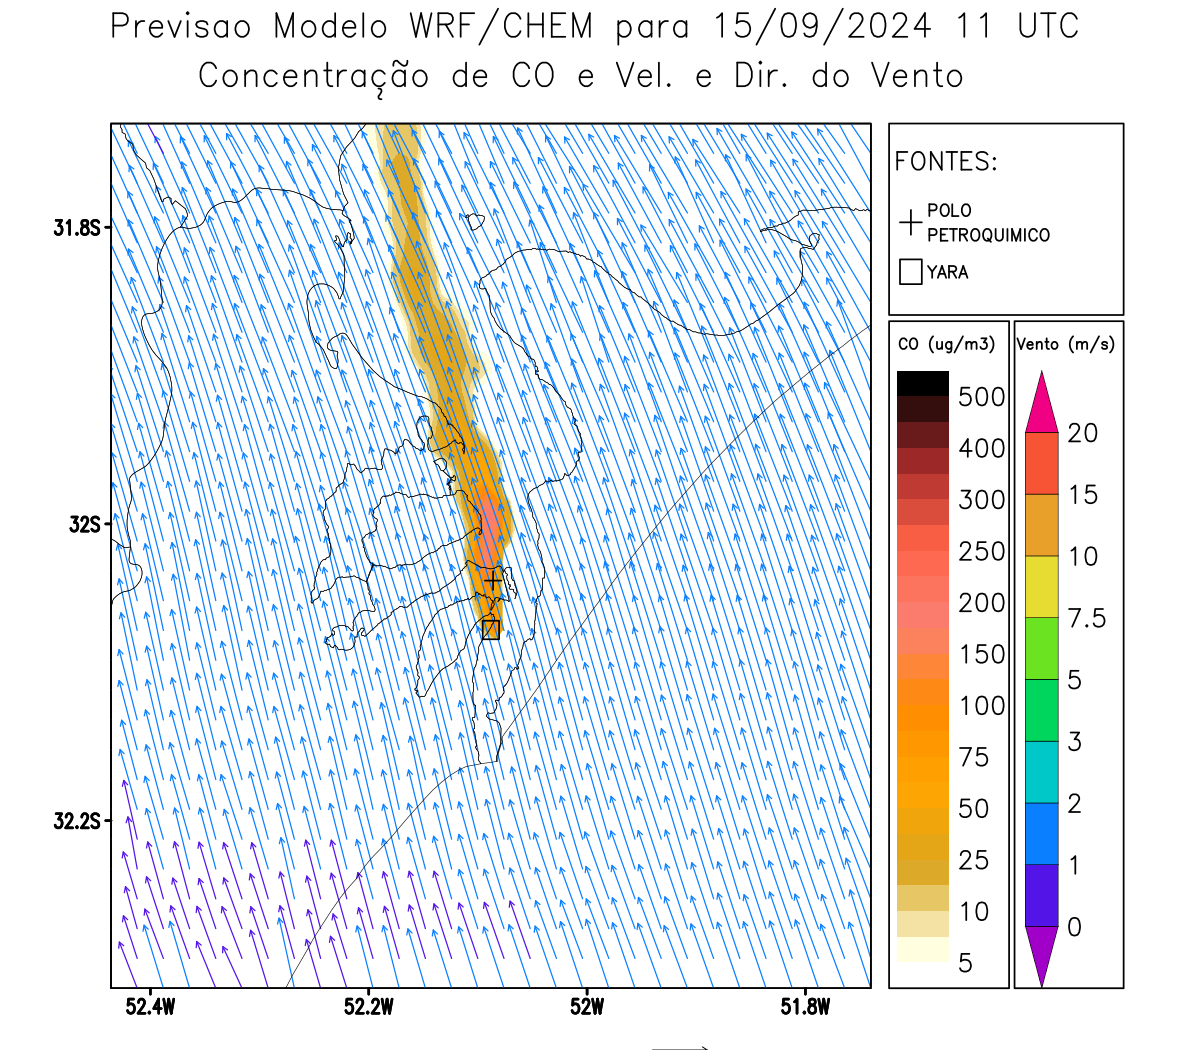 Previsao Modelo WRF/CHEM para 15/09/2024 11 UTC
Concentração de CO e Vel. e Dir. do Vento
FONTES:
POLO
PETROQUIMICO
YARA
CO (ug/m3)
500
400
300
250
200
150
100
75
50
25
10
5
Vento (m/s)
20
15
10
7.5
5
3
2
1
0
31.8S
32S
32.2S
52.4W
52.2W
52W
51.8W